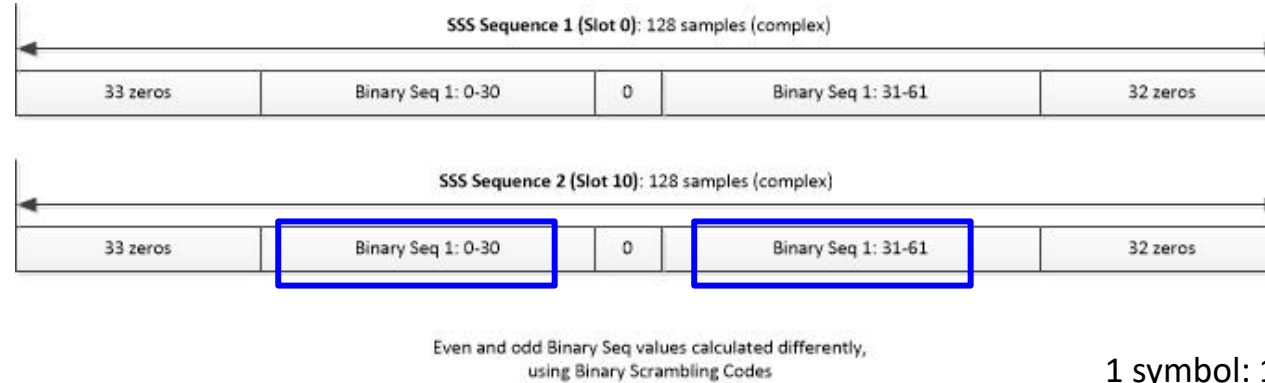 SSS Sequence 1 (Slot 0): 128 samples (complex)
33 zeros Binary Seq 1: 0-30 0 Binary Seq 1: 31-61 32 zeros
SSS Sequence 2 (Slot 10): 128 samples (complex)
33 zeros Binary Seq 1: 0-30 0 Binary Seq 1: 31-61 32 zeros
Even and odd Binary Seq values calculated differently,
using Binary Scrambling Codes
1 symbol: